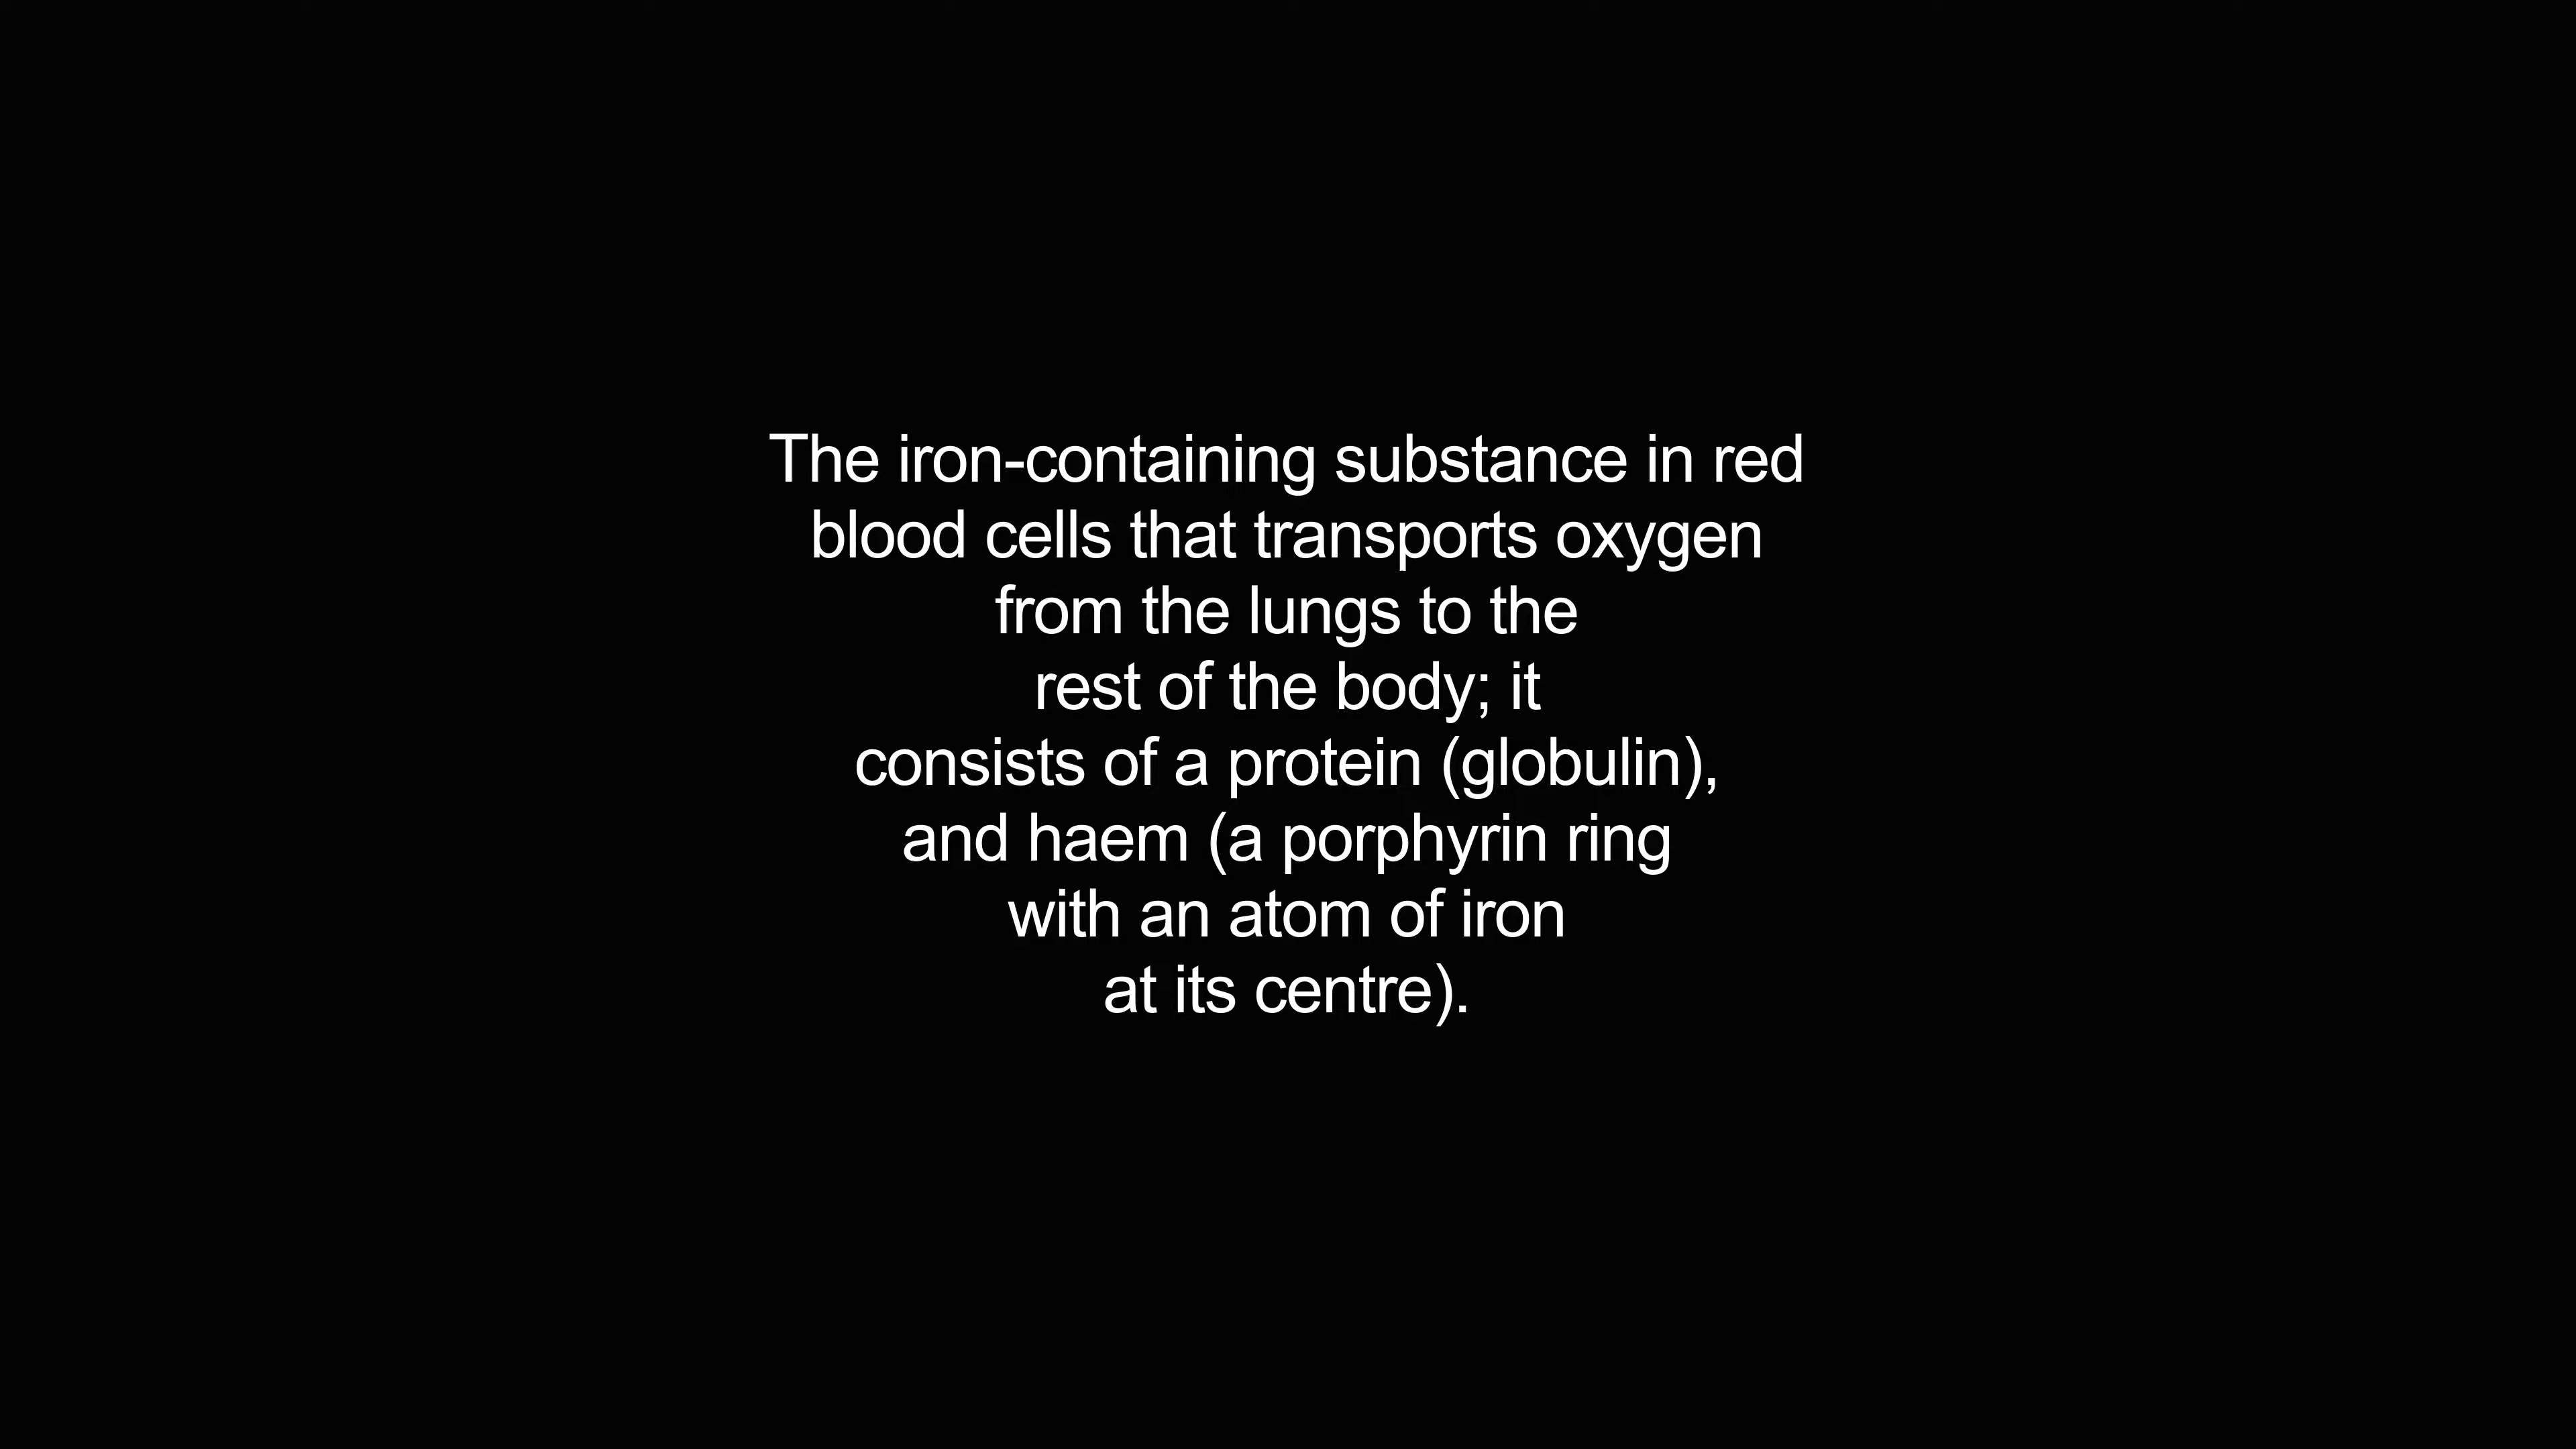 The iron-containing substance in red
blood cells that transports oxygen
from the lungs to the
rest of the body; it
consists of a protein (globulin),
and haem (a porphyrin ring
with an atom of iron
at its centre).